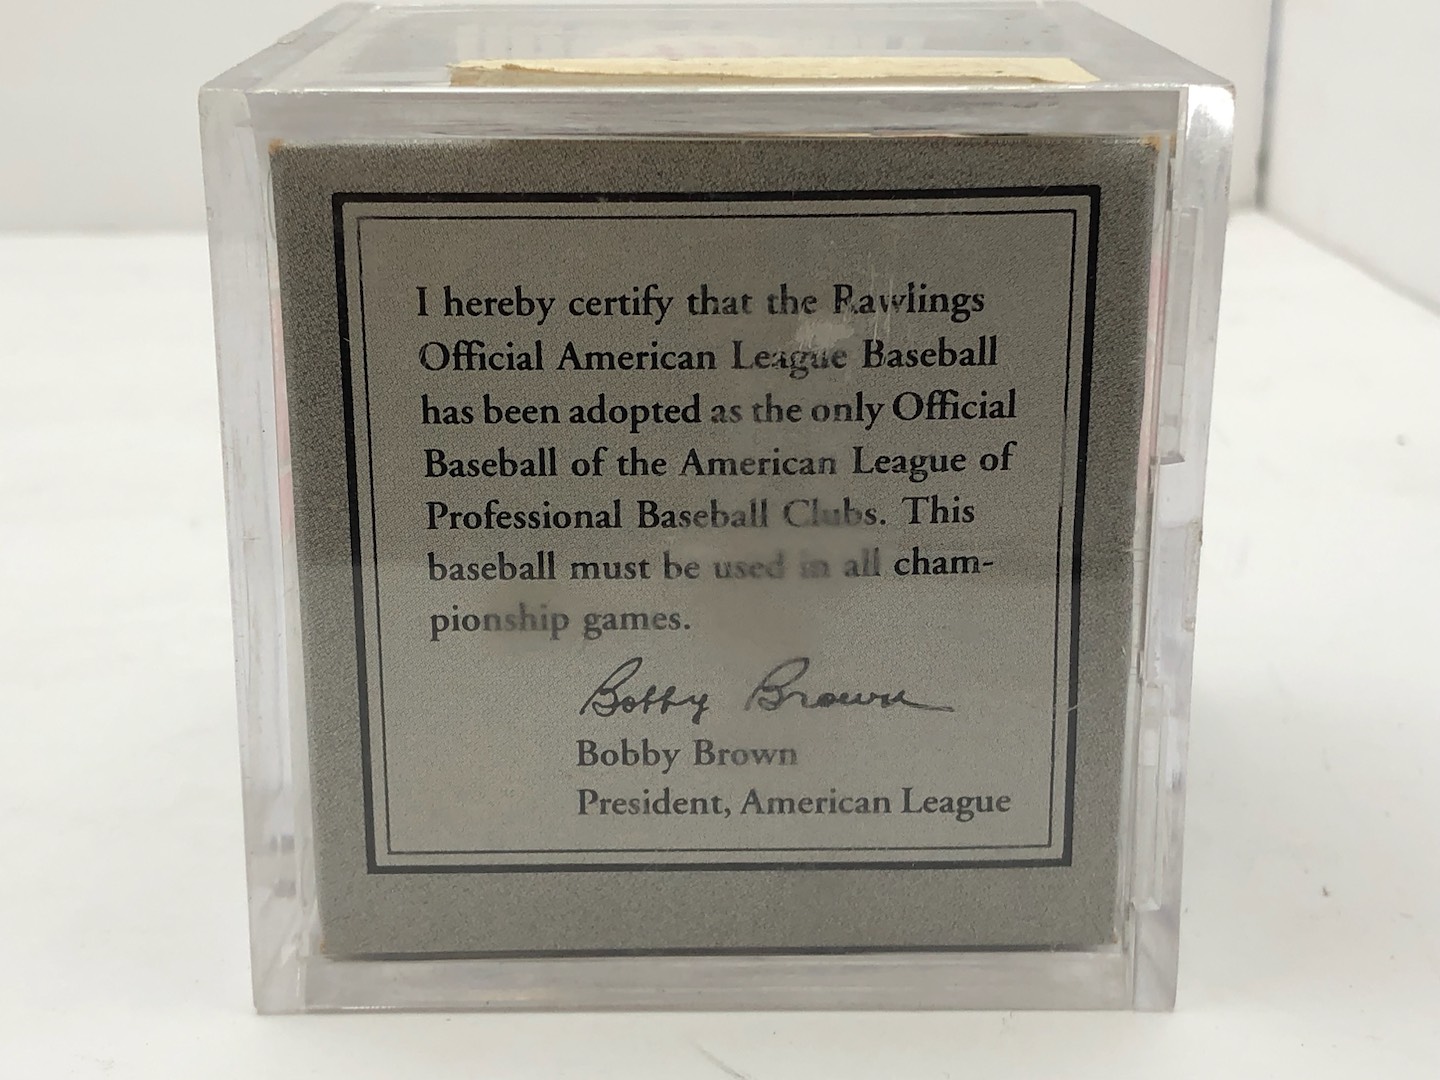 I hereby certify that the Rawlings
Official American League Baseball
has been adopted as the only Official
Baseball of the American League of
Professional Baseball Clubs. This
baseball must be used in all cham-
pionship games.
Bobby Brown
Bobby Brown
President, American League